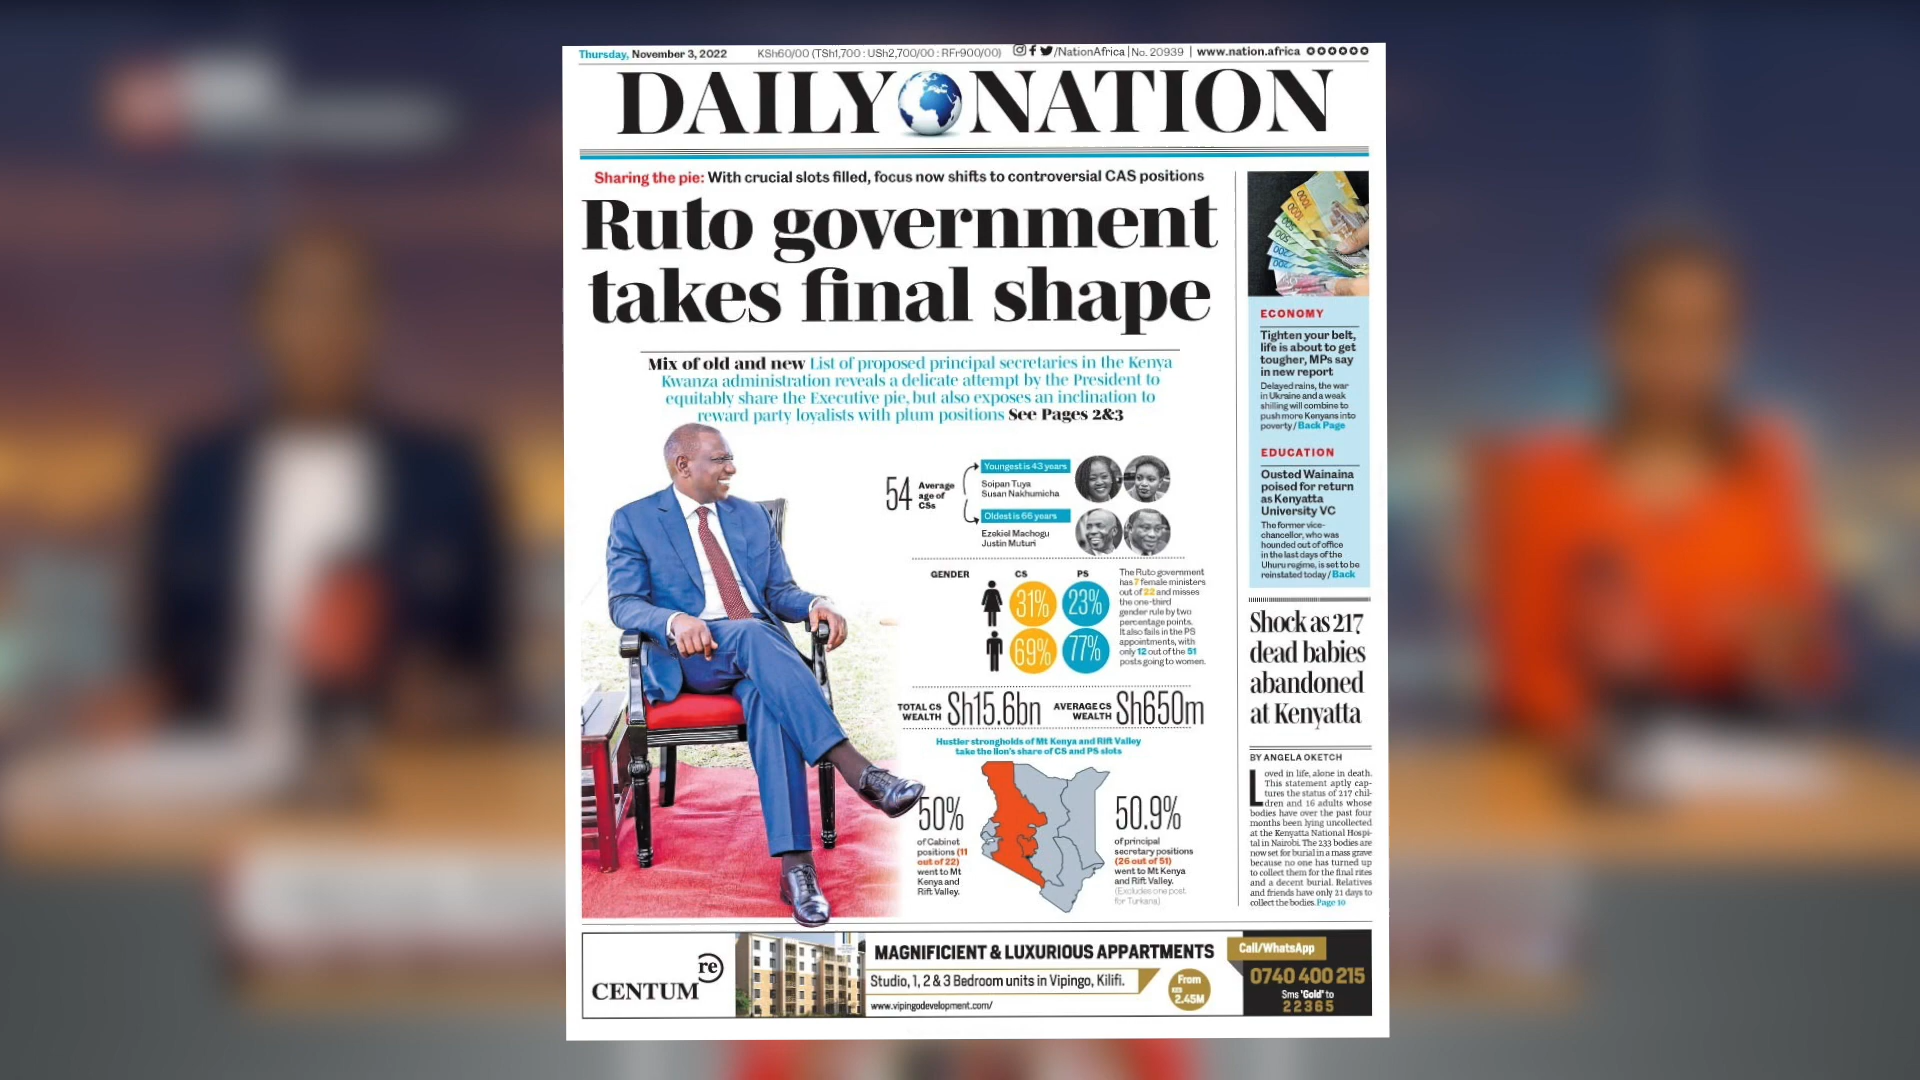 Thursday, November 3, 2022
KSh60/00 (TSh1,700 : USh2,700/00 : RFr900/00)
/NationAfrica | No. 20939 | www.nation.africa
DAILY NATION
Sharing the pie: With crucial slots filled, focus now shifts to controversial CAS positions
Ruto government
takes final shape
Mix of old and new List of proposed principal secretaries in the Kenya
Kwanza administration reveals a delicate attempt by the President to
equitably share the Executive pie, but also exposes an inclination to
reward party loyalists with plum positions See Pages 2&3
54 Average
age of
CSs
Youngest is 43 years
Soipan Tuya
Susan Nakhumicha
Oldest is 66 years
Ezekiel Machogu
Justin Muturi
GENDER CS PS
31% 23%
69% 77%
The Ruto government
has 7 female ministers
out of 22 and misses
the one-third
gender rule by two
percentage points.
It also fails in the PS
appointments, with
only 12 out of the 51
posts going to women.
TOTAL CS
WEALTH Sh15.6bn
AVERAGE CS
WEALTH Sh650m
Hustler strongholds of Mt Kenya and Rift Valley
take the lion's share of CS and PS slots
50%
of Cabinet
positions (11
out of 22)
went to Mt
Kenya and
Rift Valley.
50.9%
of principal
secretary positions
(26 out of 51)
went to Mt Kenya
and Rift Valley.
(Excludes one post
for Turkana)
1000
1000
500
500
200
200
ECONOMY
Tighten your belt,
life is about to get
tougher, MPs say
in new report
Delayed rains, the war
in Ukraine and a weak
shilling will combine to
push more Kenyans into
poverty / Back Page
EDUCATION
Ousted Wainaina
poised for return
as Kenyatta
University VC
The former vice-
chancellor, who was
hounded out of office
in the last days of the
Uhuru regime, is set to be
reinstated today / Back
Shock as 217
dead babies
abandoned
at Kenyatta
BY ANGELA OKETCH
Loved in life, alone in death.
This statement aptly cap-
tures the status of 217 chil-
dren and 16 adults whose
bodies have over the past four
months been lying uncollected
at the Kenyatta National Hospi-
tal in Nairobi. The 233 bodies are
now set for burial in a mass grave
because no one has turned up
to collect them for the final rites
and a decent burial. Relatives
and friends have only 21 days to
collect the bodies. Page 10
CENTUM re
MAGNIFICIENT & LUXURIOUS APPARTMENTS
Studio, 1, 2 & 3 Bedroom units in Vipingo, Kilifi.
www.vipingodevelopment.com/
From
2.45M
Call/WhatsApp
0740 400 215
Sms 'Gold' to
22365